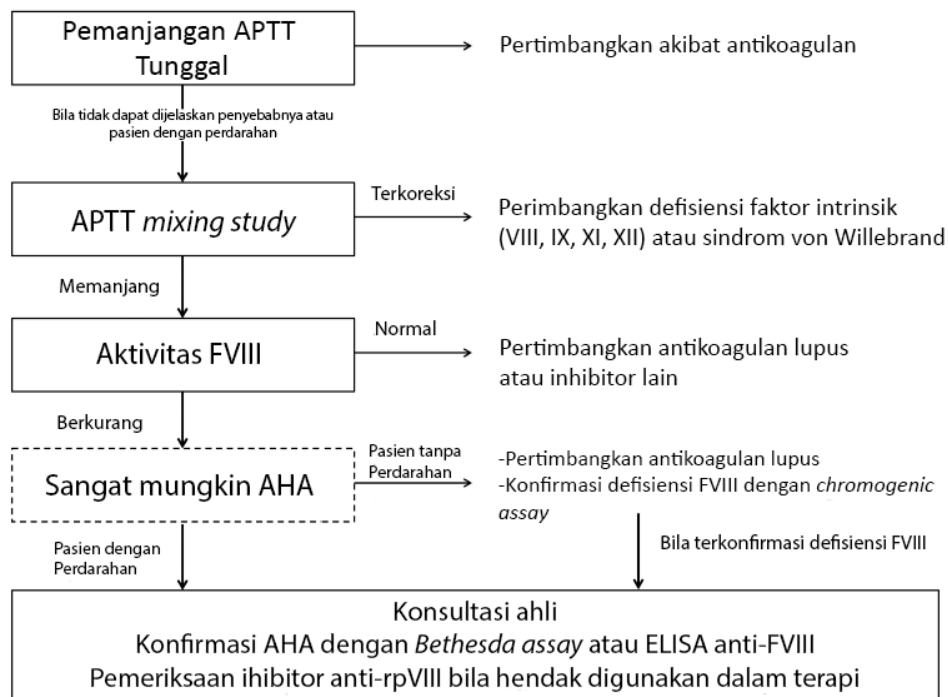 Pemanjangan APTT
Tunggal
Pertimbangkan akibat antikoagulan
Bila tidak dapat dijelaskan penyebabnya atau
pasien dengan perdarahan
APTT mixing study
Terkoreksi
Perimbangkan defisiensi faktor intrinsik
(VIII, IX, XI, XII) atau sindrom von Willebrand
Memanjang
Aktivitas FVIII
Normal
Pertimbangkan antikoagulan lupus
atau inhibitor lain
Berkurang
Sangat mungkin AHA
Pasien tanpa
Perdarahan
-Pertimbangkan antikoagulan lupus
-Konfirmasi defisiensi FVIII dengan chromogenic
assay
Pasien dengan
Perdarahan
Bila terkonfirmasi defisiensi FVIII
Konsultasi ahli
Konfirmasi AHA dengan Bethesda assay atau ELISA anti-FVIII
Pemeriksaan ihibitor anti-rpVIII bila hendak digunakan dalam terapi